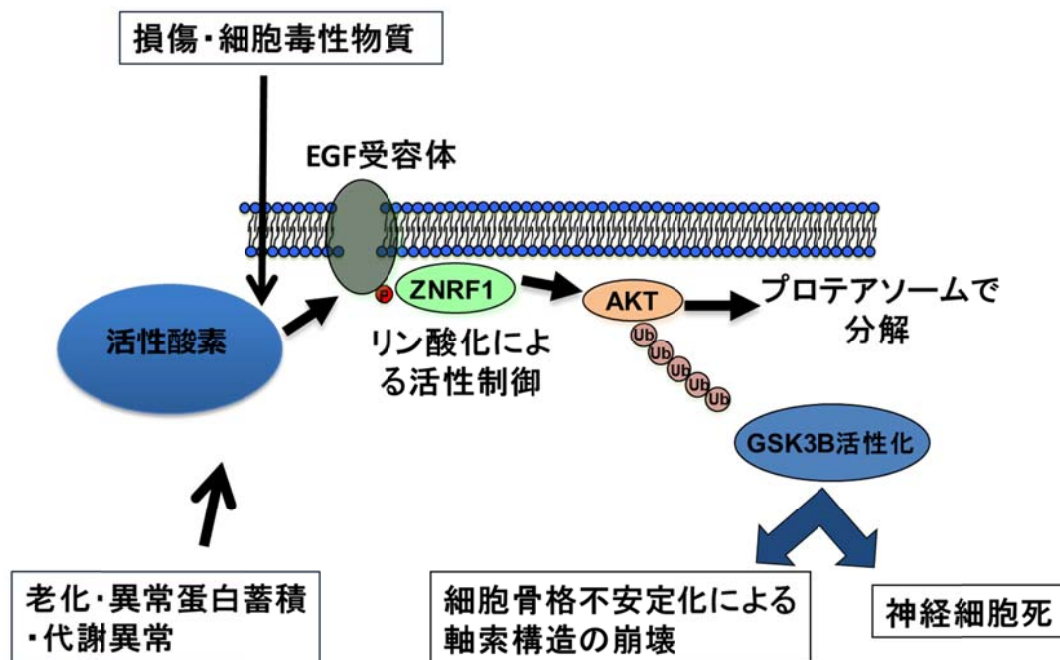 損傷・細胞毒性物質
EGF受容体
P
ZNRF1
AKT
プロテアソームで
分解
活性酸素
リン酸化によ
る活性制御
Ub
Ub
Ub
Ub
Ub
GSK3B活性化
老化・異常蛋白蓄積
・代謝異常
細胞骨格不安定化による
軸索構造の崩壊
神経細胞死